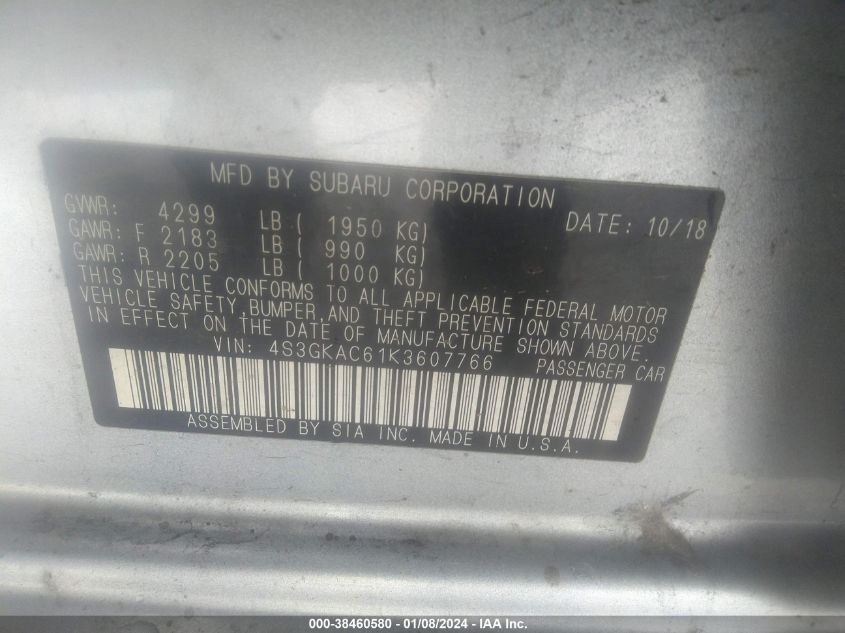 MFD BY SUBARU CORPORATION
GVWR: 4299 LB ( 1950 KG) DATE: 10/18
GAWR: F 2183 LB ( 990 KG)
GAWR: R 2205 LB ( 1000 KG)
THIS VEHICLE CONFORMS TO ALL APPLICABLE FEDERAL MOTOR
VEHICLE SAFETY, BUMPER, AND THEFT PREVENTION STANDARDS
IN EFFECT ON THE DATE OF MANUFACTURE SHOWN ABOVE.
VIN: 4S3GKAC61K3607766 PASSENGER CAR
ASSEMBLED BY SIA INC. MADE IN U.S.A.
000-38460580 - 01/08/2024 - IAA Inc.